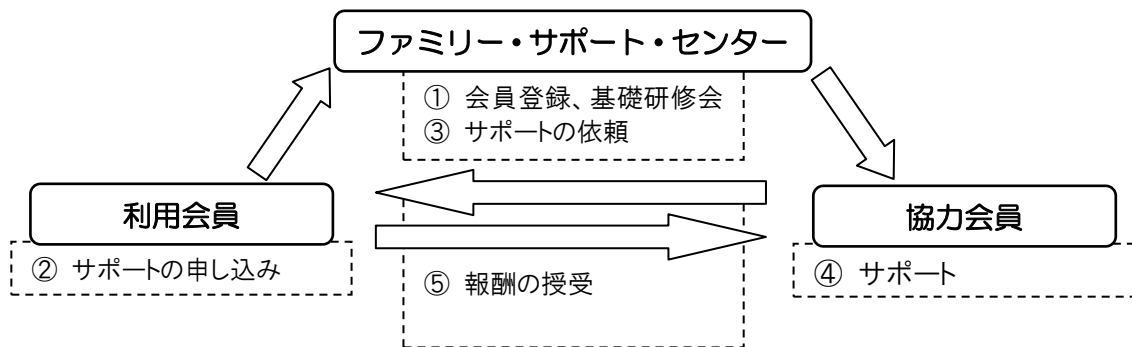 ファミリー・サポート・センター
① 会員登録、基礎研修会
③ サポートの依頼
利用会員
② サポートの申し込み
協力会員
④ サポート
⑤ 報酬の授受